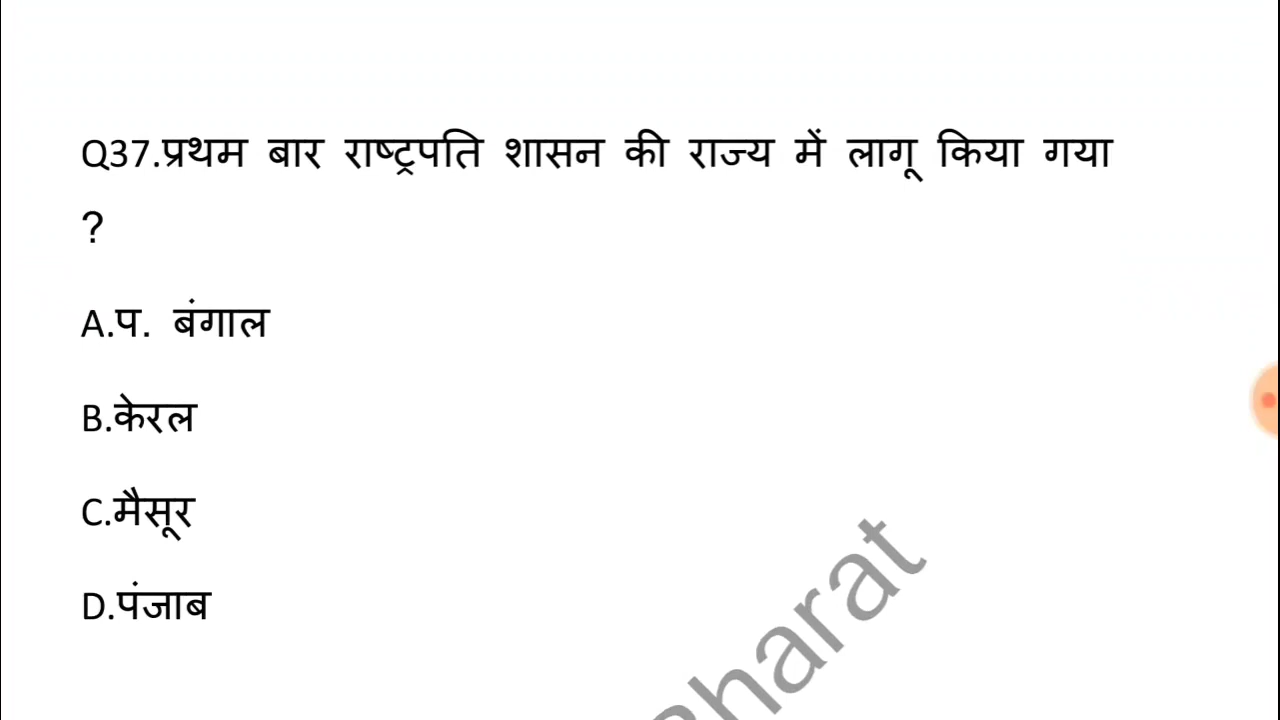 Q37.प्रथम बार राष्ट्रपति शासन की राज्य में लागू किया गया
?
A.प. बंगाल
B.केरल
C.मैसूर
D.पंजाब